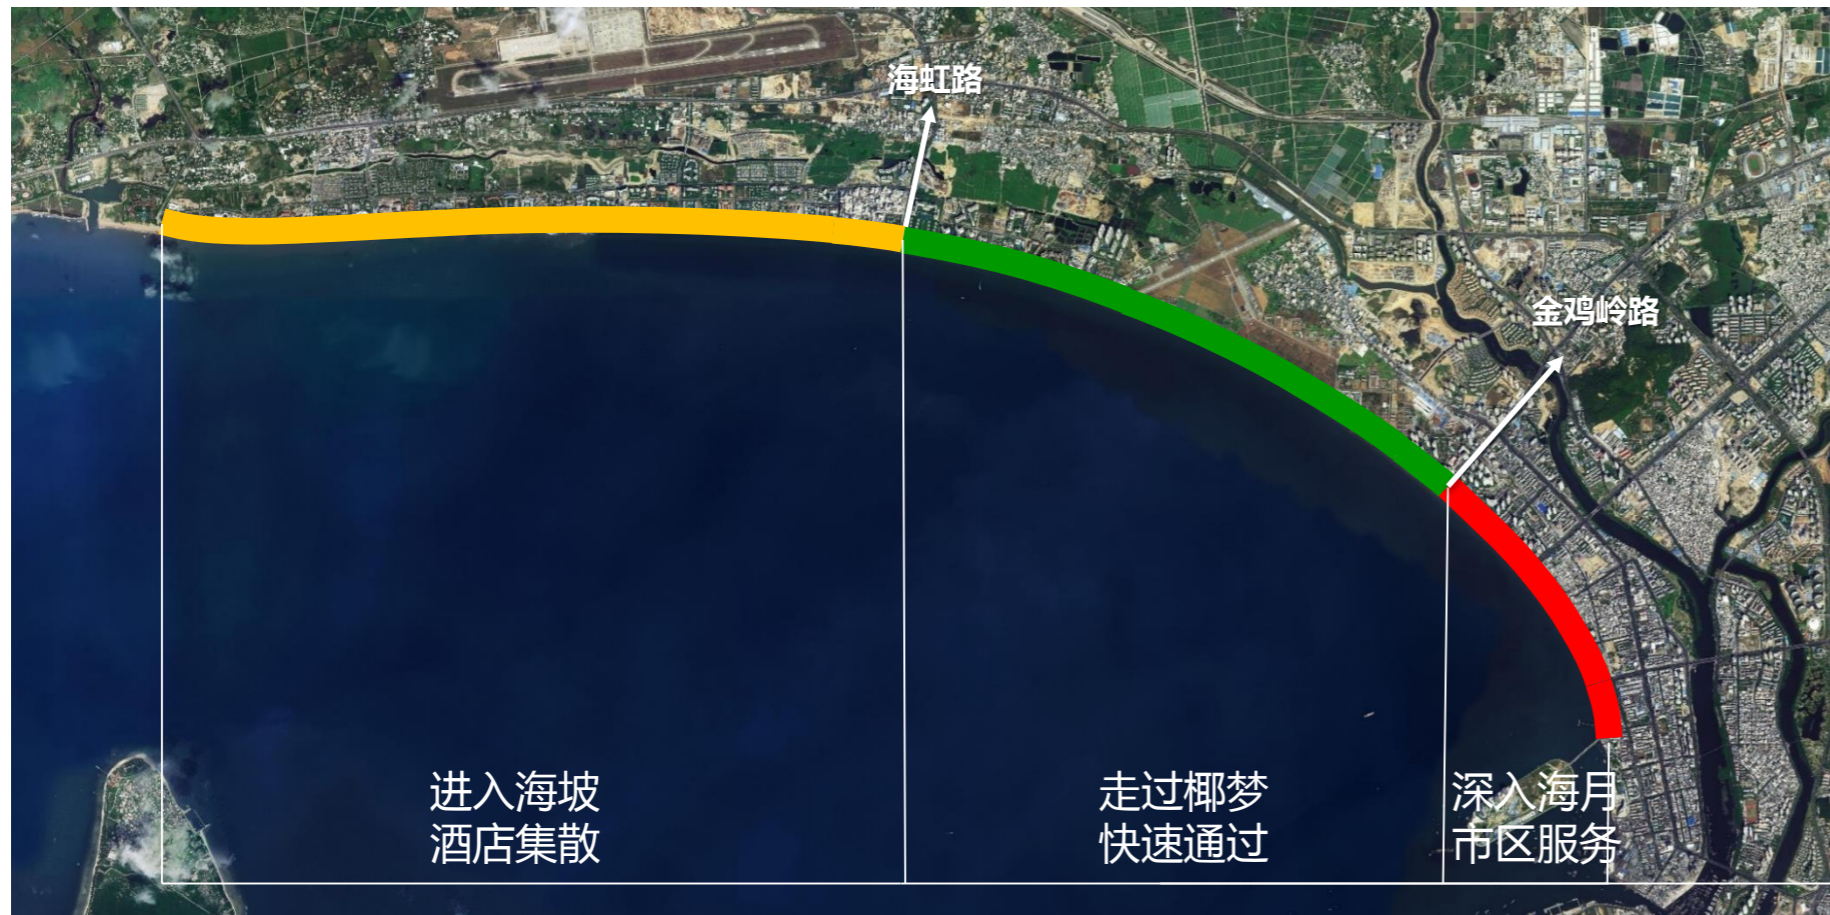 海虹路
金鸡岭路
进入海坡
酒店集散
走过椰梦
快速通过
深入海月
市区服务